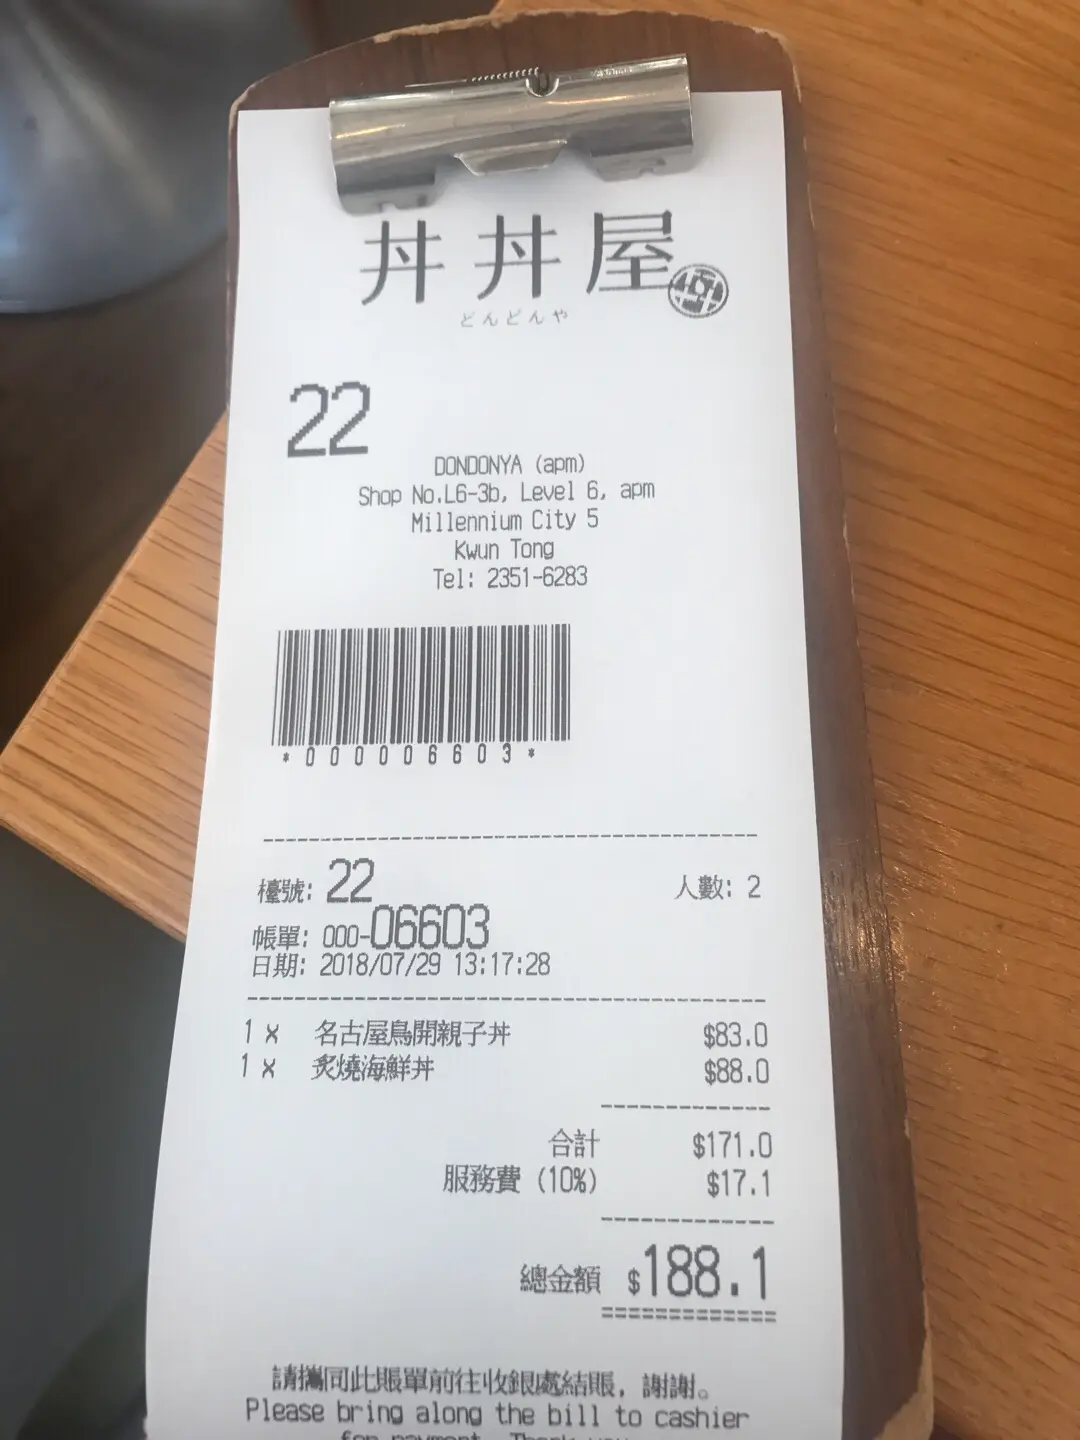 丼丼屋
どんどんや
22
DONDONYA (apm)
Shop No.L6-3b, Level 6, apm
Millennium City 5
Kwun Tong
Tel: 2351-6283
*000006603*
檯號: 22 人數: 2
帳單: 000-06603
日期: 2018/07/29 13:17:28
1 x 名古屋鳥開親子丼 $83.0
1 x 炙燒海鮮丼 $88.0
合計 $171.0
服務費 (10%) $17.1
總金額 $188.1
請攜同此賬單前往收銀處結賬，謝謝。
Please bring along the bill to cashier
for payment. Thank you